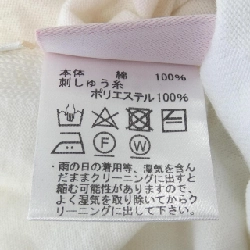 本体 綿 100%
刺しゅう糸
ポリエステル100%
・雨の日の着用等、湿気を含ん
だままクリーニングに出すと
縮む可能性がありますので、
よく湿気を取り除いてからク
リーニングに出して下さい。